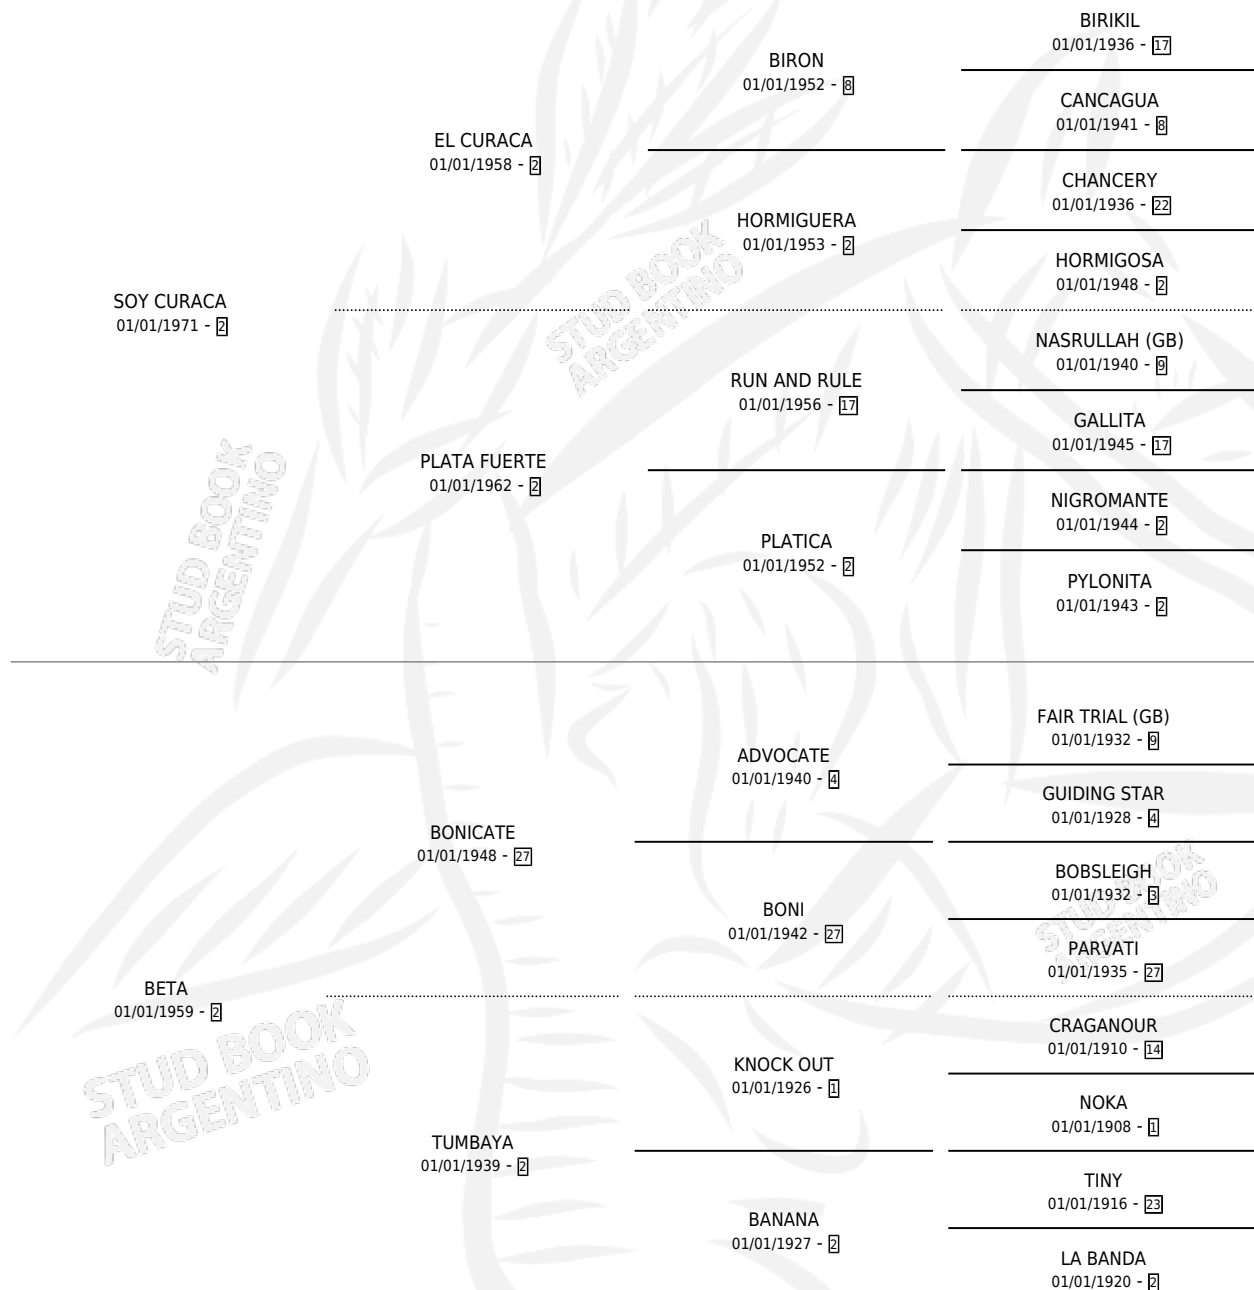 BIRIKIL
01/01/1936 - 17
BIRON
01/01/1952 - 8
CANCAGUA
01/01/1941 - 8
EL CURACA
01/01/1958 - 2
CHANCERY
01/01/1936 - 22
HORMIGUERA
01/01/1953 - 2
HORMIGOSA
01/01/1948 - 2
SOY CURACA
01/01/1971 - 2
NASRULLAH (GB)
01/01/1940 - 9
RUN AND RULE
01/01/1956 - 17
GALLITA
01/01/1945 - 17
PLATA FUERTE
01/01/1962 - 2
NIGROMANTE
01/01/1944 - 2
PLATICA
01/01/1952 - 2
PYLONITA
01/01/1943 - 2
STUD BOOK
ARGENTINO
STUD BOOK
ARGENTINO
FAIR TRIAL (GB)
01/01/1932 - 9
ADVOCATE
01/01/1940 - 4
GUIDING STAR
01/01/1928 - 4
BONICATE
01/01/1948 - 27
BOBSLEIGH
01/01/1932 - 3
BONI
01/01/1942 - 27
PARVATI
01/01/1935 - 27
STUD BOOK
ARGENTINO
BETA
01/01/1959 - 2
CRAGANOUR
01/01/1910 - 14
KNOCK OUT
01/01/1926 - 1
NOKA
01/01/1908 - 1
STUD BOOK
ARGENTINO
TUMBAYA
01/01/1939 - 2
TINY
01/01/1916 - 23
BANANA
01/01/1927 - 2
LA BANDA
01/01/1920 - 2